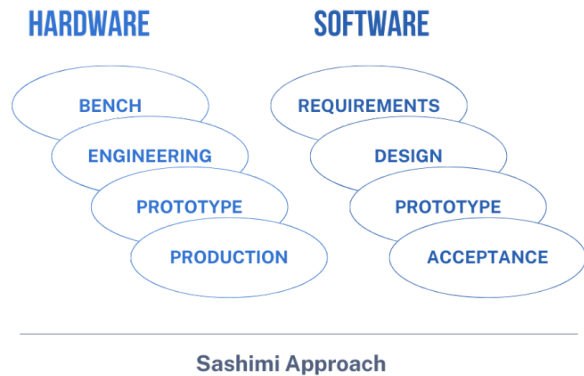 HARDWARE
BENCH
ENGINEERING
PROTOTYPE
PRODUCTION
SOFTWARE
REQUIREMENTS
DESIGN
PROTOTYPE
ACCEPTANCE
Sashimi Approach